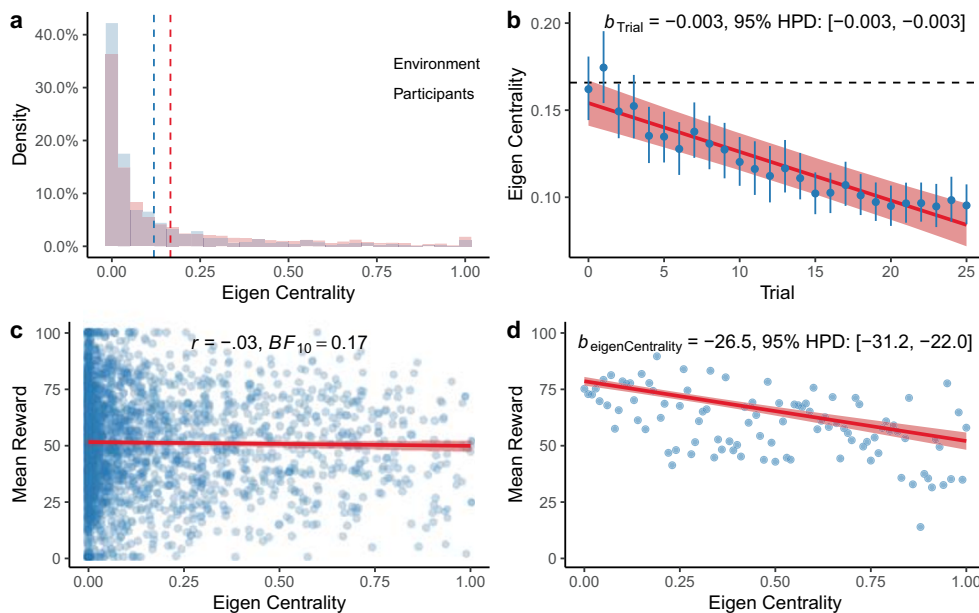 a
40.0%
30.0%
20.0%
10.0%
0.0%
Density
Environment
Participants
0.00
0.25
0.50
0.75
1.00
Eigen Centrality
b
b Trial = −0.003, 95% HPD: [−0.003, −0.003]
0.20
0.15
0.10
Eigen Centrality
0
5
10
15
20
25
Trial
c
r = −.03, BF10 = 0.17
100
75
50
25
0
Mean Reward
0.00
0.25
0.50
0.75
1.00
Eigen Centrality
d
b eigenCentrality = −26.5, 95% HPD: [−31.2, −22.0]
100
75
50
25
0
Mean Reward
0.00
0.25
0.50
0.75
1.00
Eigen Centrality